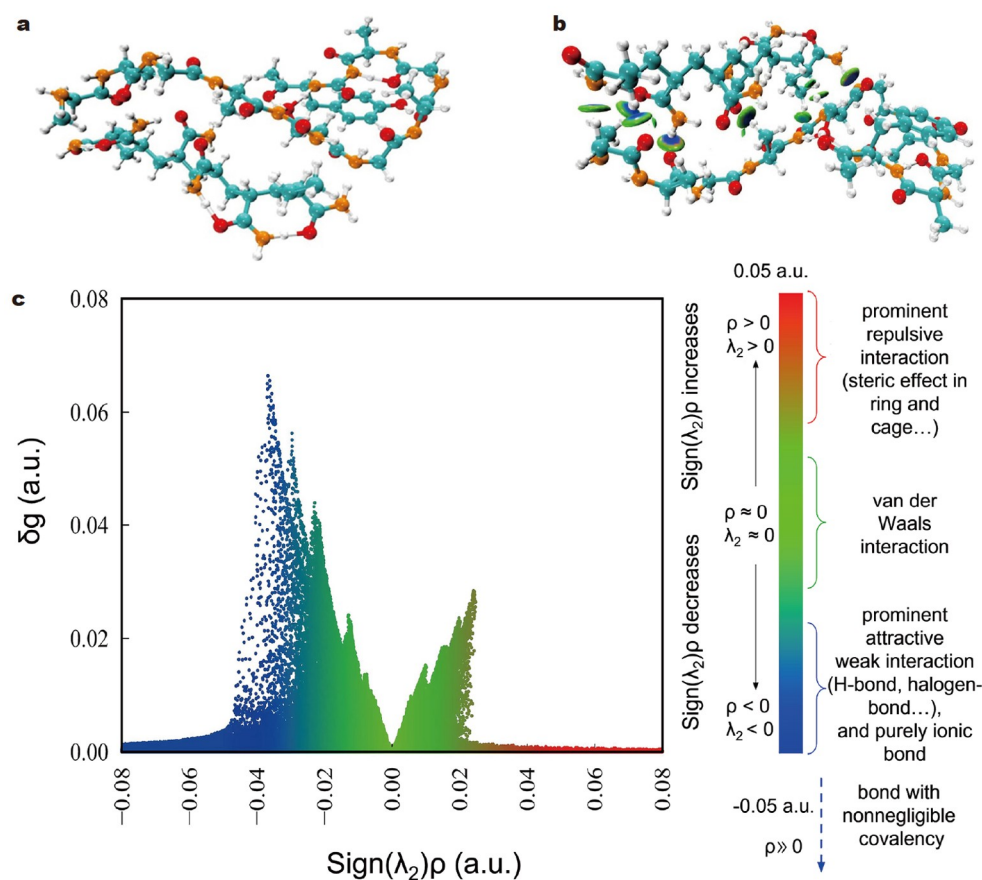 a
b
c
0.08
0.06
0.04
0.02
0.00
δg (a.u.)
−0.08
−0.06
−0.04
−0.02
0.00
0.02
0.04
0.06
0.08
Sign(λ₂)ρ (a.u.)
0.05 a.u.
Sign(λ₂)ρ increases
Sign(λ₂)ρ decreases
ρ > 0
λ₂ > 0
ρ ≈ 0
λ₂ ≈ 0
ρ < 0
λ₂ < 0
prominent
repulsive
interaction
(steric effect in
ring and
cage…)
van der
Waals
interaction
prominent
attractive
weak interaction
(H-bond, halogen-
bond…),
and purely ionic
bond
-0.05 a.u.
ρ» 0
bond with
nonnegligible
covalency